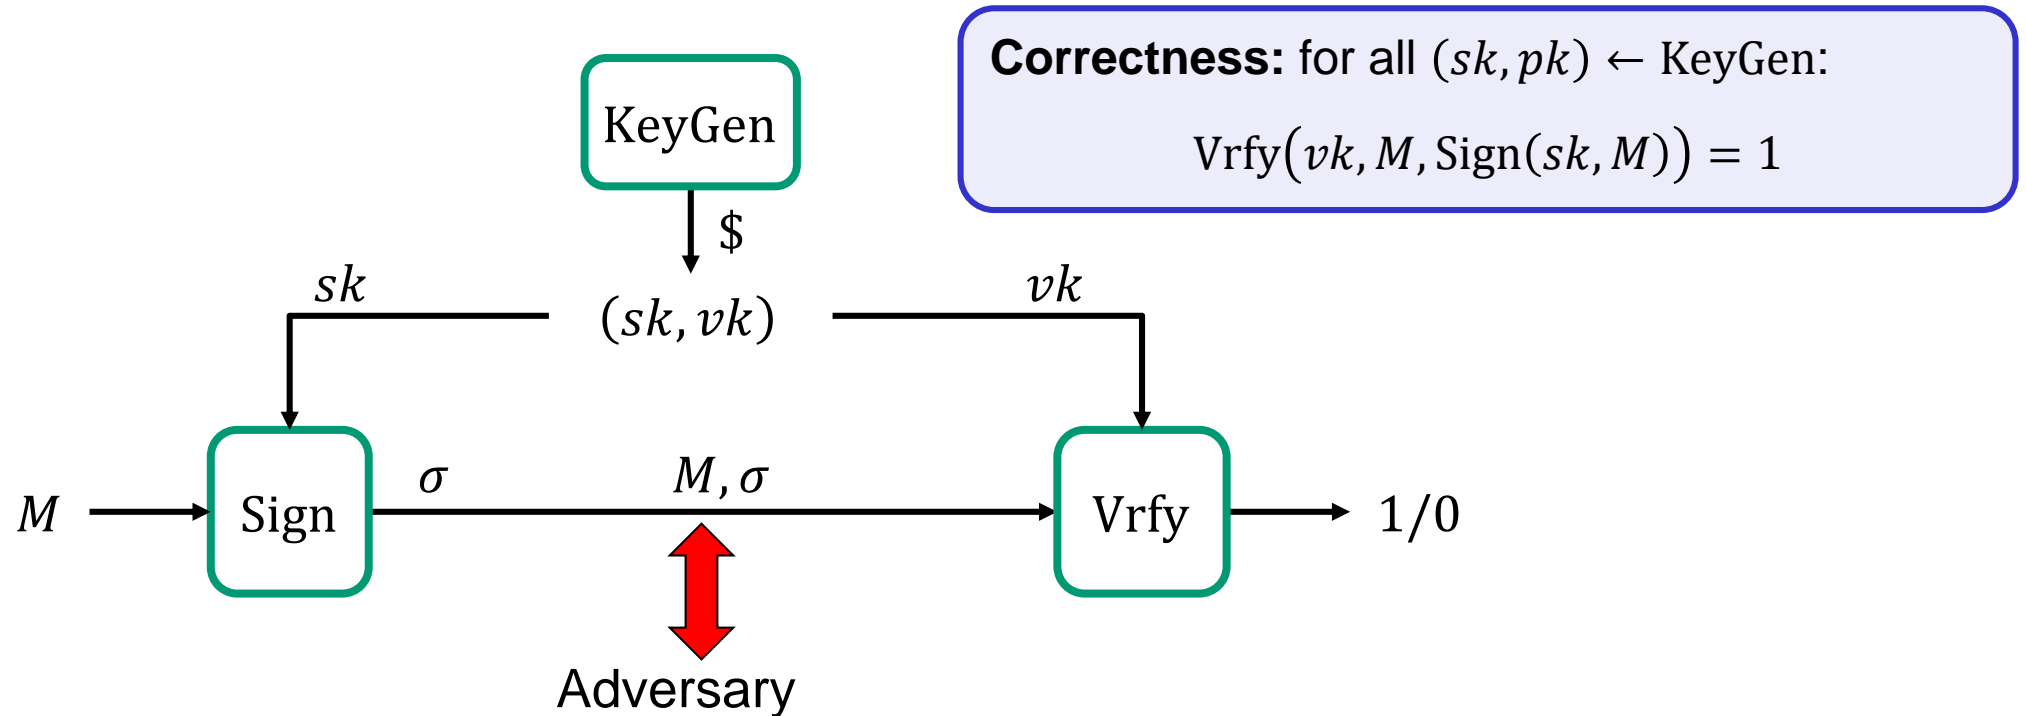 Correctness: for all (sk, pk) ← KeyGen:
Vrfy(vk, M, Sign(sk, M)) = 1
KeyGen
$
sk
(sk, vk)
vk
M
Sign
σ
M, σ
Vrfy
1/0
Adversary